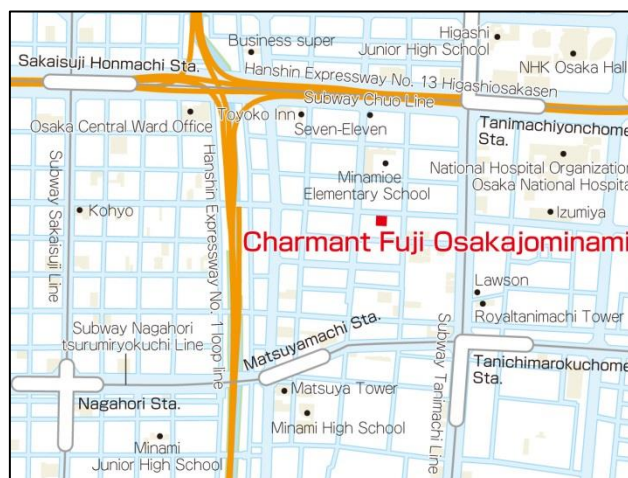 Higashi
Junior High School
Business super
NHK Osaka Hall
Sakaisuji Honmachi Sta.
Hanshin Expressway No. 13 Higashiosakasen
Subway Chuo Line
Toyoko Inn
Seven-Eleven
Osaka Central Ward Office
Tanimachiyonchome
Sta.
Minamioe
Elementary School
National Hospital Organization
Osaka National Hospita
Subway Sakaisuji Line
Hanshin Expressway No. 1 loop line
Kohyo
Izumiya
Charmant Fuji Osakajominami
Lawson
Royaltanimachi Tower
Subway Nagahori
tsurumiryokuchi Line
Matsuyamachi Sta.
Subway Tanimachi Line
Tanichimarokuchome
Sta.
Nagahori Sta.
Matsuya Tower
Minami High School
Minami
Junior High School